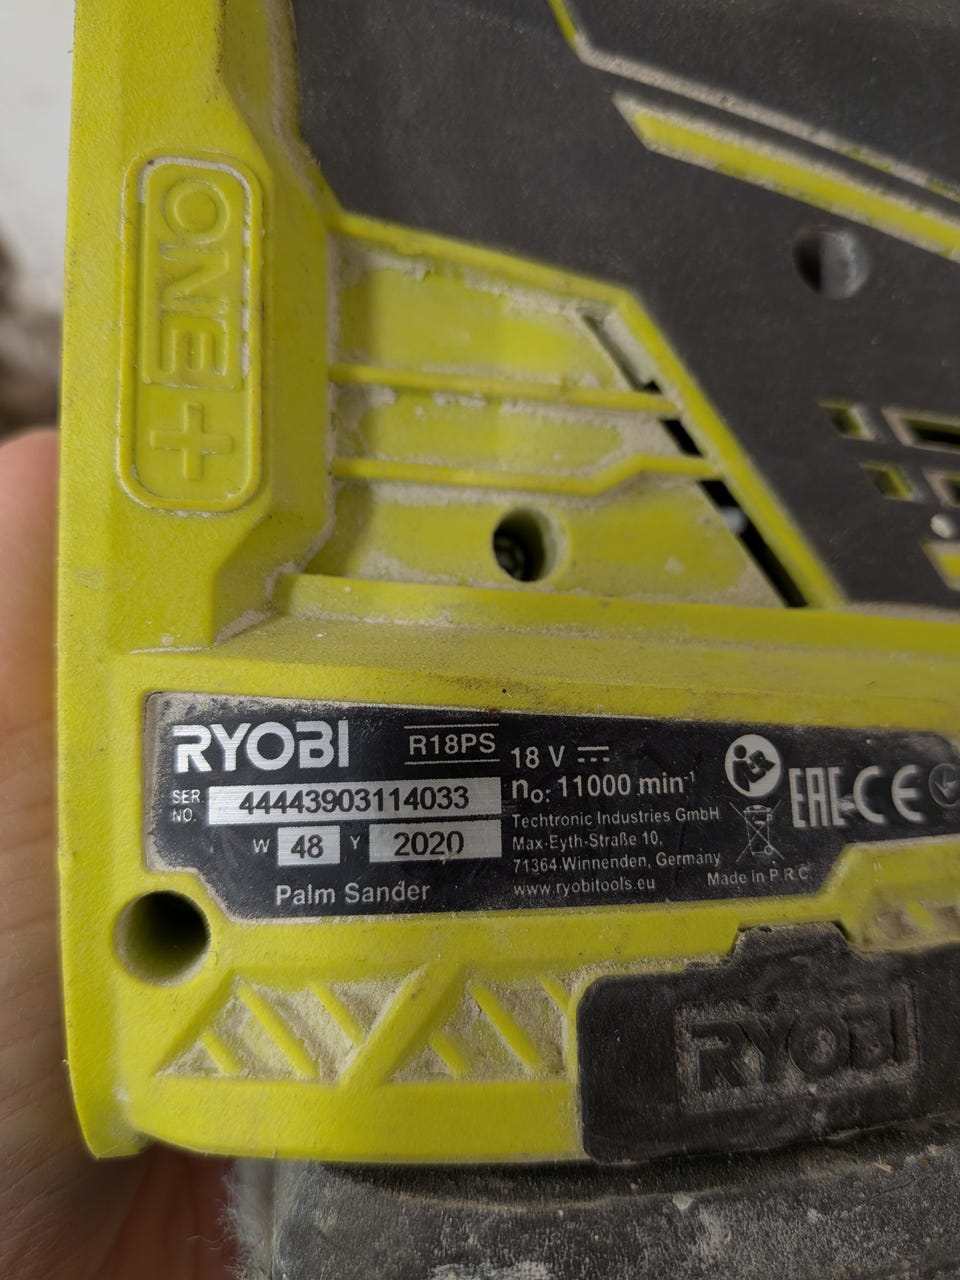 ONE+
RYOBI R18PS
SER. NO. 44443903114033
W 48 Y 2020
Palm Sander
18 V
n₀: 11000 min⁻¹
Techtronic Industries GmbH
Max-Eyth-Straße 10,
71364 Winnenden, Germany
www.ryobitools.eu
EAC CE
Made in P.R.C.
RYOBI